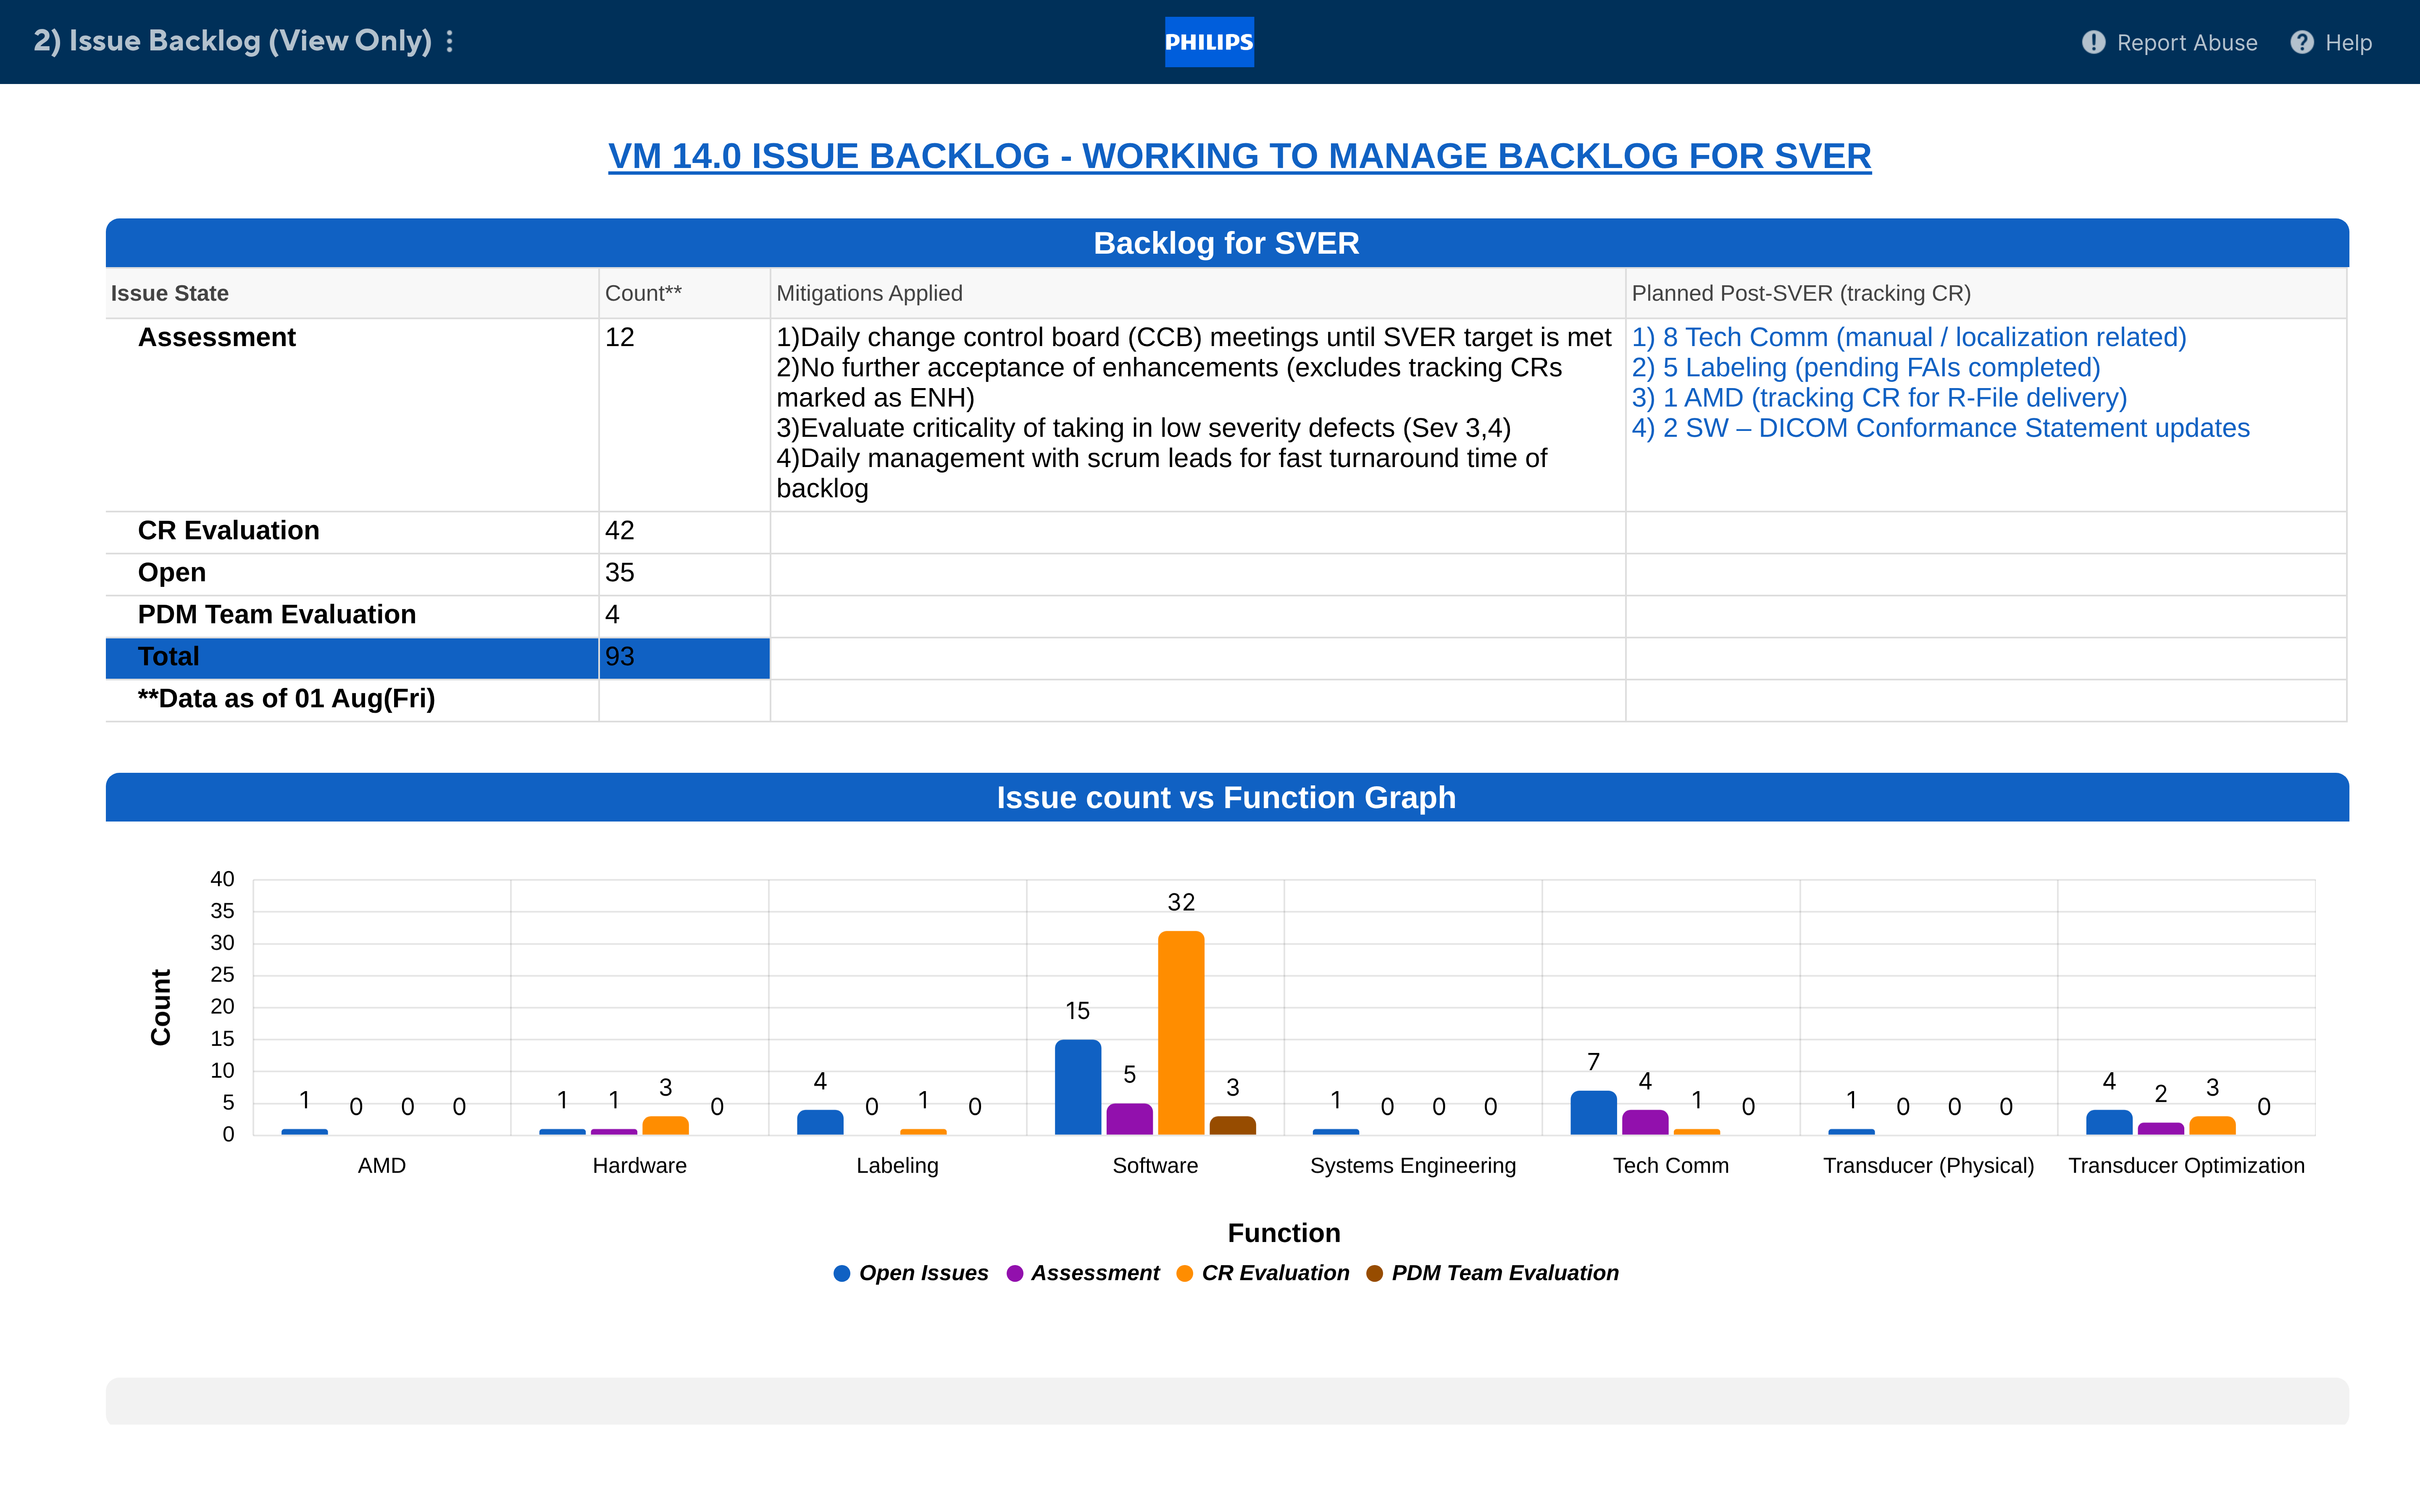 2) Issue Backlog (View Only)
PHILIPS
Report Abuse
Help
VM 14.0 ISSUE BACKLOG - WORKING TO MANAGE BACKLOG FOR SVER
Backlog for SVER
Issue State Count** Mitigations Applied Planned Post-SVER (tracking CR)
Assessment 12
1)Daily change control board (CCB) meetings until SVER target is met
2)No further acceptance of enhancements (excludes tracking CRs
marked as ENH)
3)Evaluate criticality of taking in low severity defects (Sev 3,4)
4)Daily management with scrum leads for fast turnaround time of
backlog
1) 8 Tech Comm (manual / localization related)
2) 5 Labeling (pending FAIs completed)
3) 1 AMD (tracking CR for R-File delivery)
4) 2 SW – DICOM Conformance Statement updates
CR Evaluation 42
Open 35
PDM Team Evaluation 4
Total 93
**Data as of 01 Aug(Fri)
Issue count vs Function Graph
Count
40
35
30
25
20
15
10
5
0
1 0 0 0
1 1 3 0
4 0 1 0
15 5 32 3
1 0 0 0
7 4 1 0
1 0 0 0
4 2 3 0
AMD Hardware Labeling Software Systems Engineering Tech Comm Transducer (Physical) Transducer Optimization
Function
Open Issues Assessment CR Evaluation PDM Team Evaluation